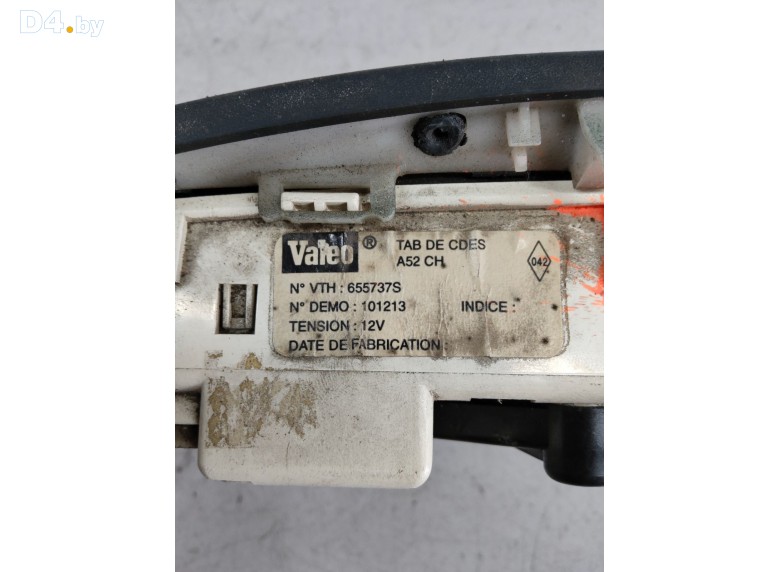 D4.by
Valeo ® TAB DE CDES
A52 CH
042
N° VTH : 655737S
N° DEMO : 101213 INDICE :
TENSION : 12V
DATE DE FABRICATION :